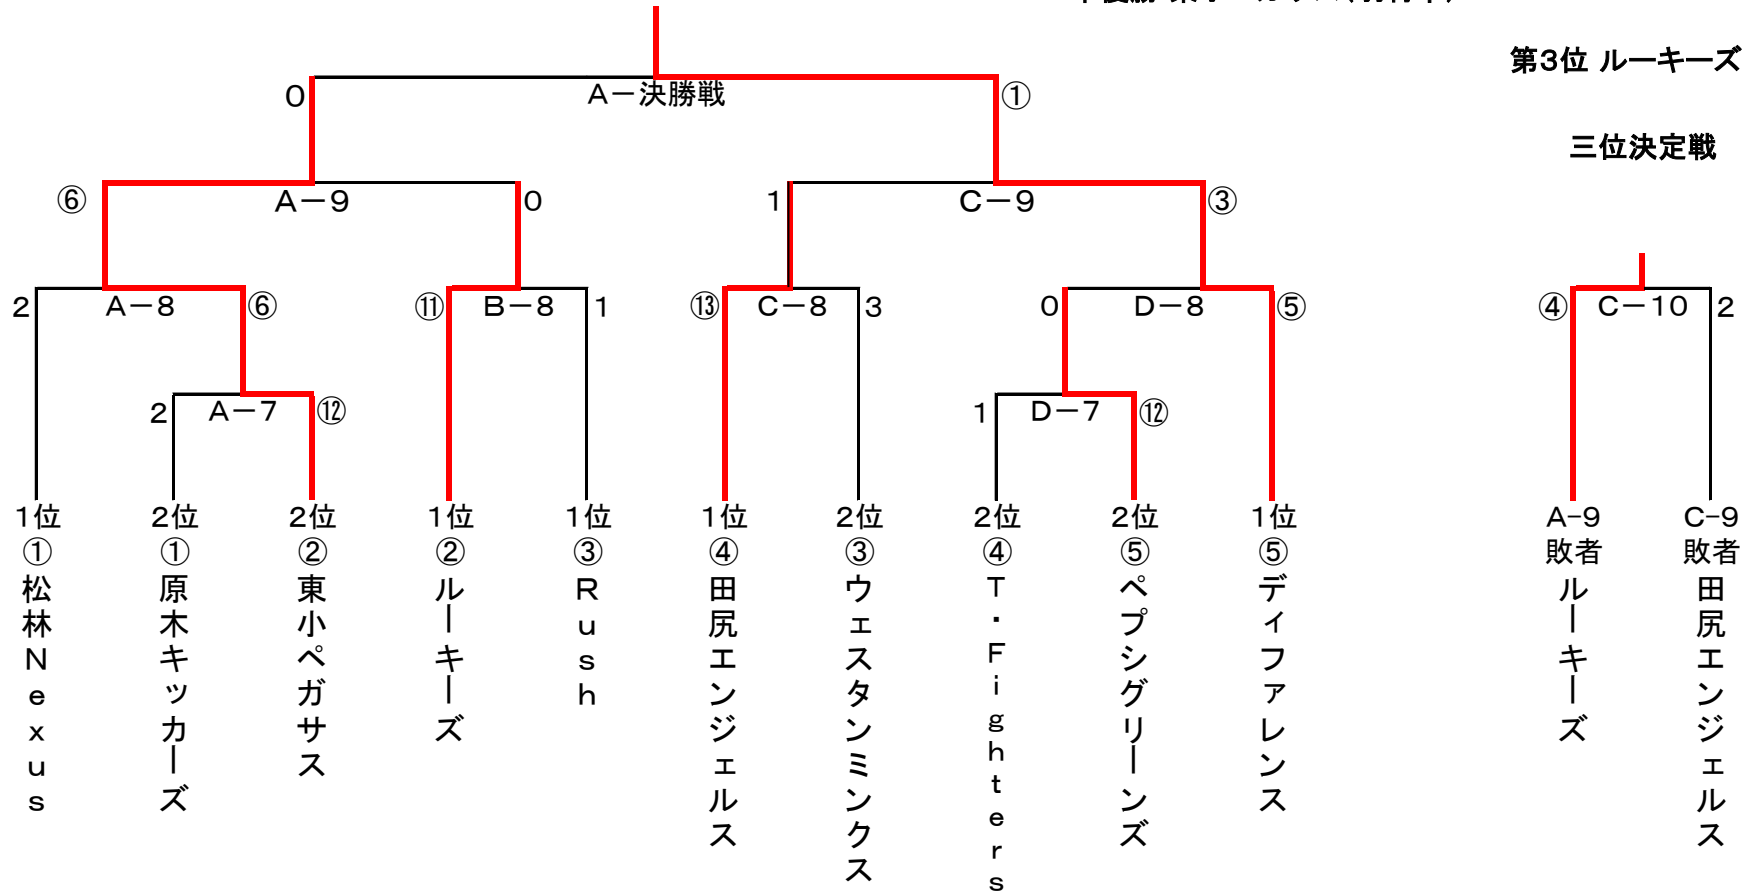 第3位 ルーキーズ
三位決定戦
0 A－決勝戦 ①
⑥ A－9 0 1 C－9 ③
2 A－8 ⑥ ⑪ B－8 1 ⑬ C－8 3 0 D－8 ⑤ ④ C－10 2
2 A－7 ⑫ 1 D－7 ⑫
1位 2位 2位 1位 1位 1位 2位 2位 2位 1位 A-9 C-9
① ① ② ② ③ ④ ③ ④ ⑤ ⑤ 敗者 敗者
松林Nexus
原木キッカーズ
東小ペガサス
ルーキーズ
Rush
田尻エンジェルス
ウェスタンミンクス
T・Fighters
ペプシグリーンズ
ディファレンス
ルーキーズ
田尻エンジェルス